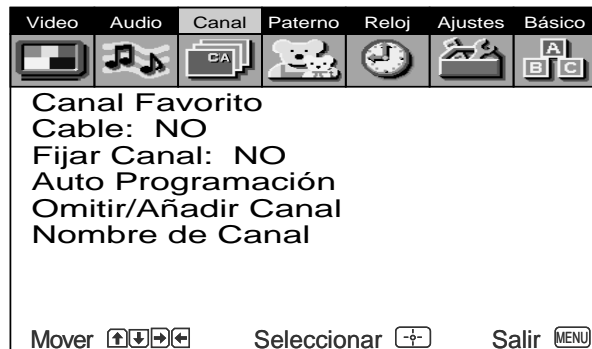 Video Audio Canal Paterno Reloj Ajustes Básico
CA A B C
Canal Favorito
Cable: NO
Fijar Canal: NO
Auto Programación
Omitir/Añadir Canal
Nombre de Canal
Mover Seleccionar Salir MENU